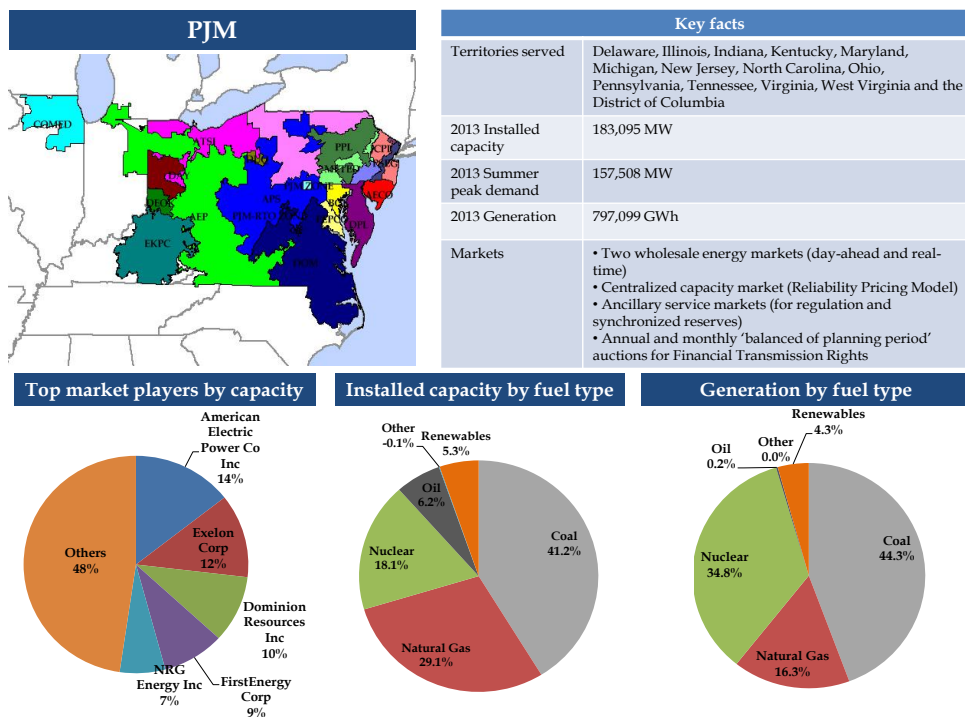 PJM
COMED
ATSI
PPL
JCPL
METED
DAY
DEOK
AEP
APS
EKPC
AECO
DPL
Key facts
Territories served
Delaware, Illinois, Indiana, Kentucky, Maryland,
Michigan, New Jersey, North Carolina, Ohio,
Pennsylvania, Tennessee, Virginia, West Virginia and the
District of Columbia
2013 Installed
capacity
183,095 MW
2013 Summer
peak demand
157,508 MW
2013 Generation
797,099 GWh
Markets
• Two wholesale energy markets (day-ahead and real-
time)
• Centralized capacity market (Reliability Pricing Model)
• Ancillary service markets (for regulation and
synchronized reserves)
• Annual and monthly 'balanced of planning period'
auctions for Financial Transmission Rights
Top market players by capacity
American
Electric
Power Co
Inc
14%
Exelon
Corp
12%
Dominion
Resources
Inc
10%
FirstEnergy
Corp
9%
NRG
Energy Inc
7%
Others
48%
Installed capacity by fuel type
Other
-0.1%
Renewables
5.3%
Oil
6.2%
Coal
41.2%
Nuclear
18.1%
Natural Gas
29.1%
Generation by fuel type
Renewables
4.3%
Other
0.0%
Oil
0.2%
Coal
44.3%
Nuclear
34.8%
Natural Gas
16.3%